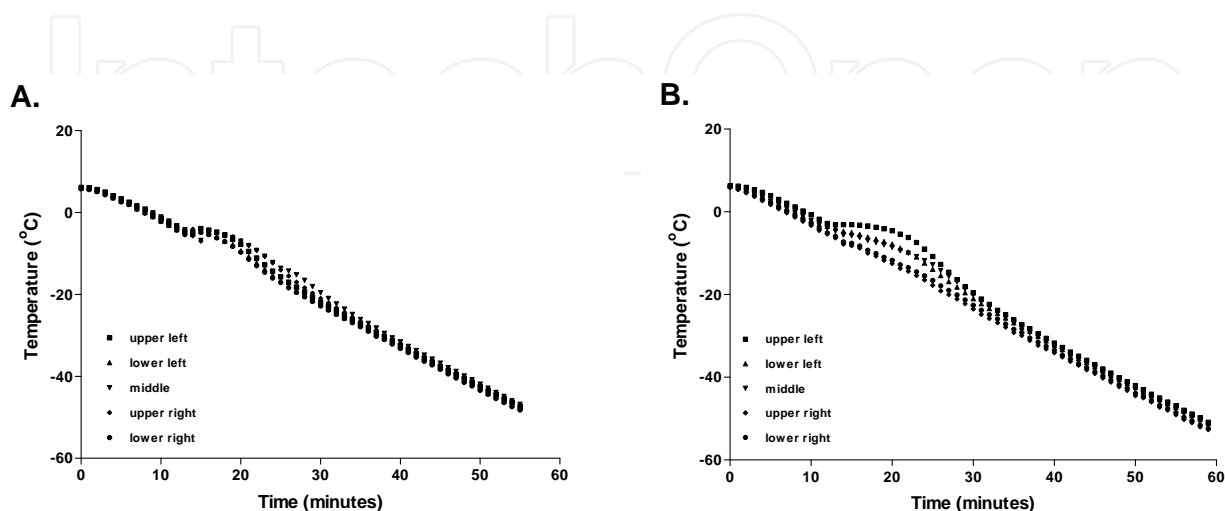 IntechOpen
A.
Temperature (°C)
20
0
-20
-40
-60
upper left
lower left
middle
upper right
lower right
0 10 20 30 40 50 60
Time (minutes)
B.
Temperature (°C)
20
0
-20
-40
-60
upper left
lower left
middle
upper right
lower right
0 10 20 30 40 50 60
Time (minutes)